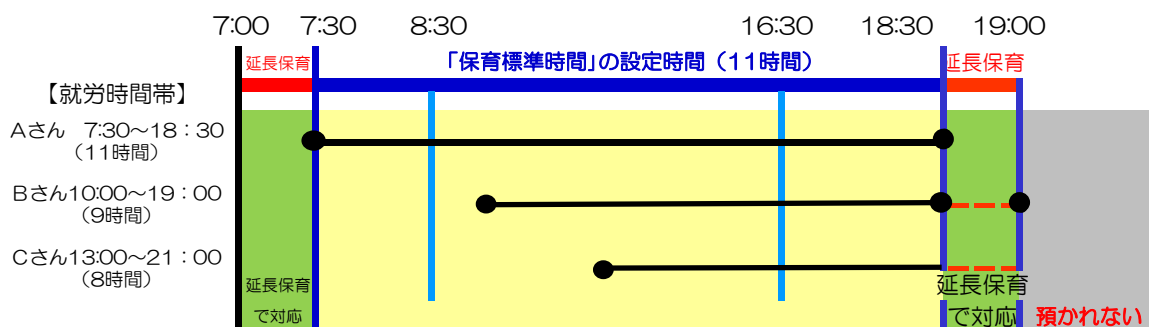 7:00 7:30 8:30 16:30 18:30 19:00
延長保育 「保育標準時間」の設定時間（11時間） 延長保育
【就労時間帯】
Aさん 7:30～18：30
（11時間）
Bさん10:00～19：00
（9時間）
Cさん13:00～21：00
（8時間）
延長保育
で対応
延長保育
で対応
預かれない